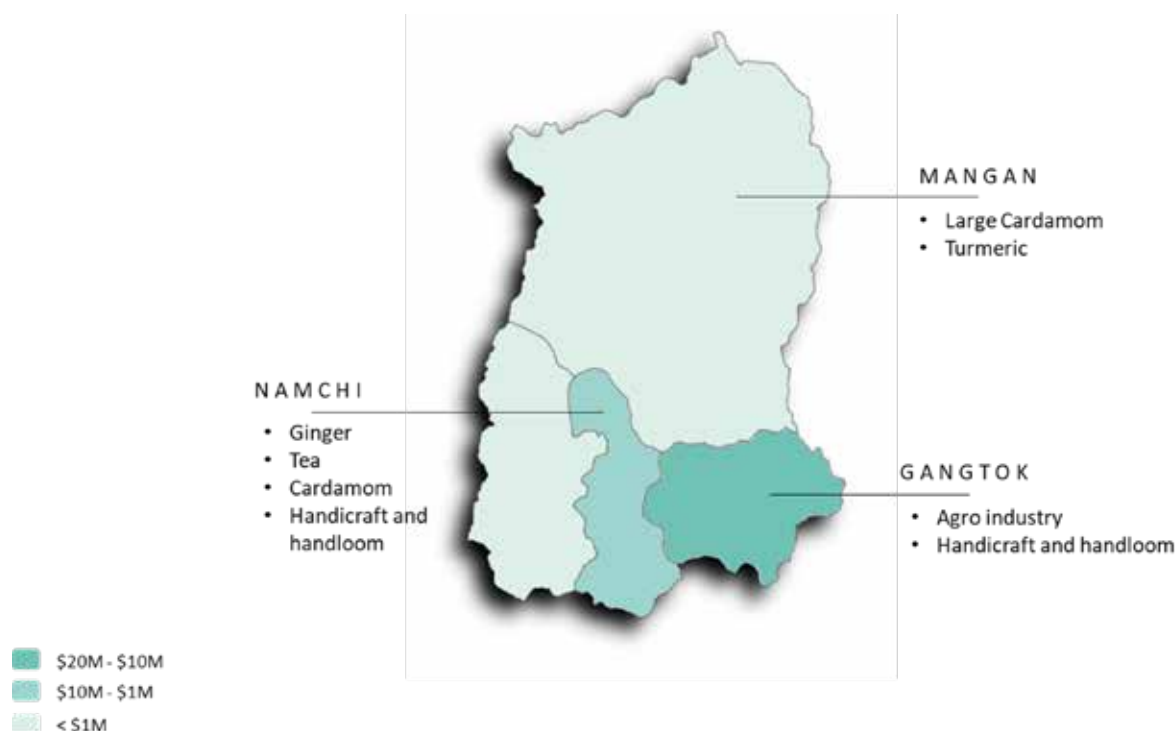 MANGAN
• Large Cardamom
• Turmeric
NAMCHI
• Ginger
• Tea
• Cardamom
• Handicraft and
handloom
GANGTOK
• Agro industry
• Handicraft and handloom
$20M - $10M
$10M - $1M
< $1M